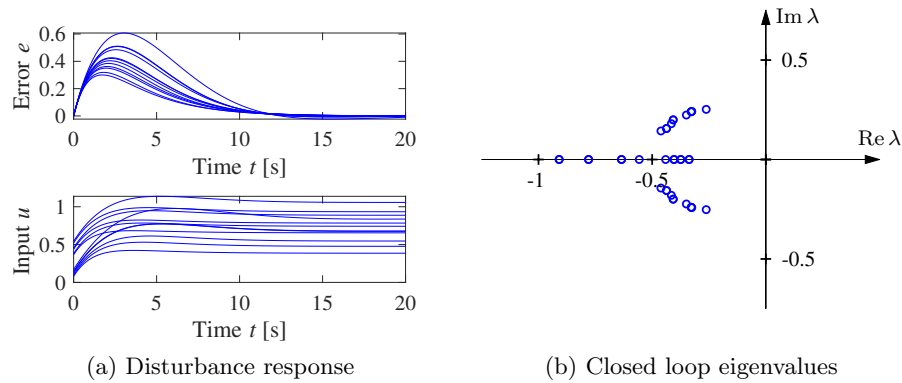 Error e
0.6
0.4
0.2
0
0 5 10 15 20
Time t [s]
Input u
1
0.5
0
0 5 10 15 20
Time t [s]
(a) Disturbance response
Im λ
0.5
Re λ
-1
-0.5
-0.5
(b) Closed loop eigenvalues